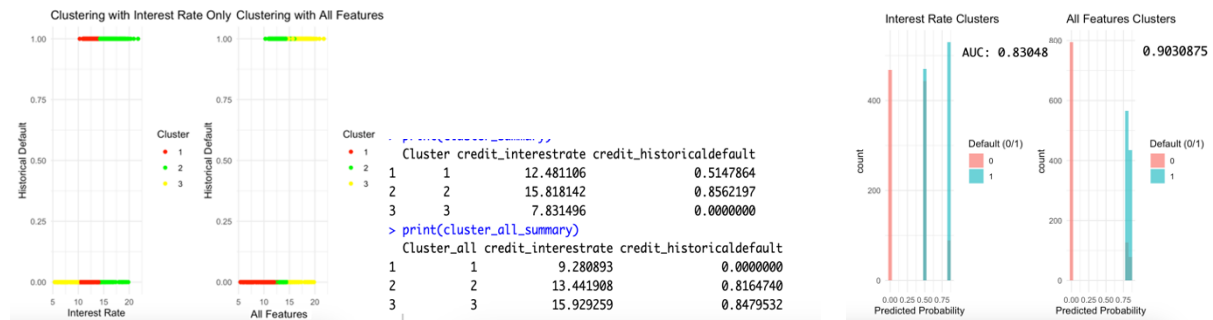 Clustering with Interest Rate Only
1.00
0.75
0.50
0.25
0.00
Historical Default
5 10 15 20
Interest Rate
Cluster
1
2
3
Clustering with All Features
1.00
0.75
0.50
0.25
0.00
Historical Default
5 10 15 20
All Features
Cluster
1
2
3
> print(cluster_summary)
Cluster credit_interestrate credit_historicaldefault
1 1 12.481106 0.5147864
2 2 15.818142 0.8562197
3 3 7.831496 0.0000000
> print(cluster_all_summary)
Cluster_all credit_interestrate credit_historicaldefault
1 1 9.280893 0.0000000
2 2 13.441908 0.8164740
3 3 15.929259 0.8479532
Interest Rate Clusters
AUC: 0.83048
400
200
0
count
0.00 0.25 0.50 0.75
Predicted Probability
Default (0/1)
0
1
All Features Clusters
0.9030875
800
600
400
200
0
count
0.00 0.25 0.50 0.75
Predicted Probability
Default (0/1)
0
1